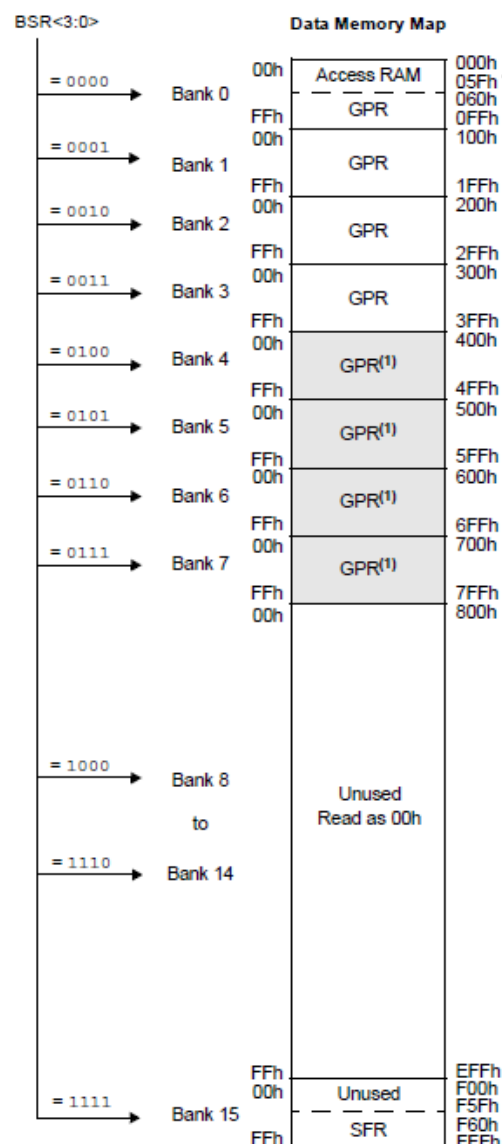 BSR<3:0>
Data Memory Map
= 0000
Bank 0
00h
Access RAM
000h
05Fh
060h
GPR
FFh
0FFh
= 0001
Bank 1
00h
GPR
100h
FFh
1FFh
= 0010
Bank 2
00h
GPR
200h
FFh
2FFh
= 0011
Bank 3
00h
GPR
300h
FFh
3FFh
= 0100
Bank 4
00h
GPR(1)
400h
FFh
4FFh
= 0101
Bank 5
00h
GPR(1)
500h
FFh
5FFh
= 0110
Bank 6
00h
GPR(1)
600h
FFh
6FFh
= 0111
Bank 7
00h
GPR(1)
700h
FFh
7FFh
00h
800h
= 1000
Bank 8
to
= 1110
Bank 14
Unused
Read as 00h
FFh
EFFh
= 1111
Bank 15
00h
Unused
F00h
F5Fh
F60h
SFR
FFh
FFFh